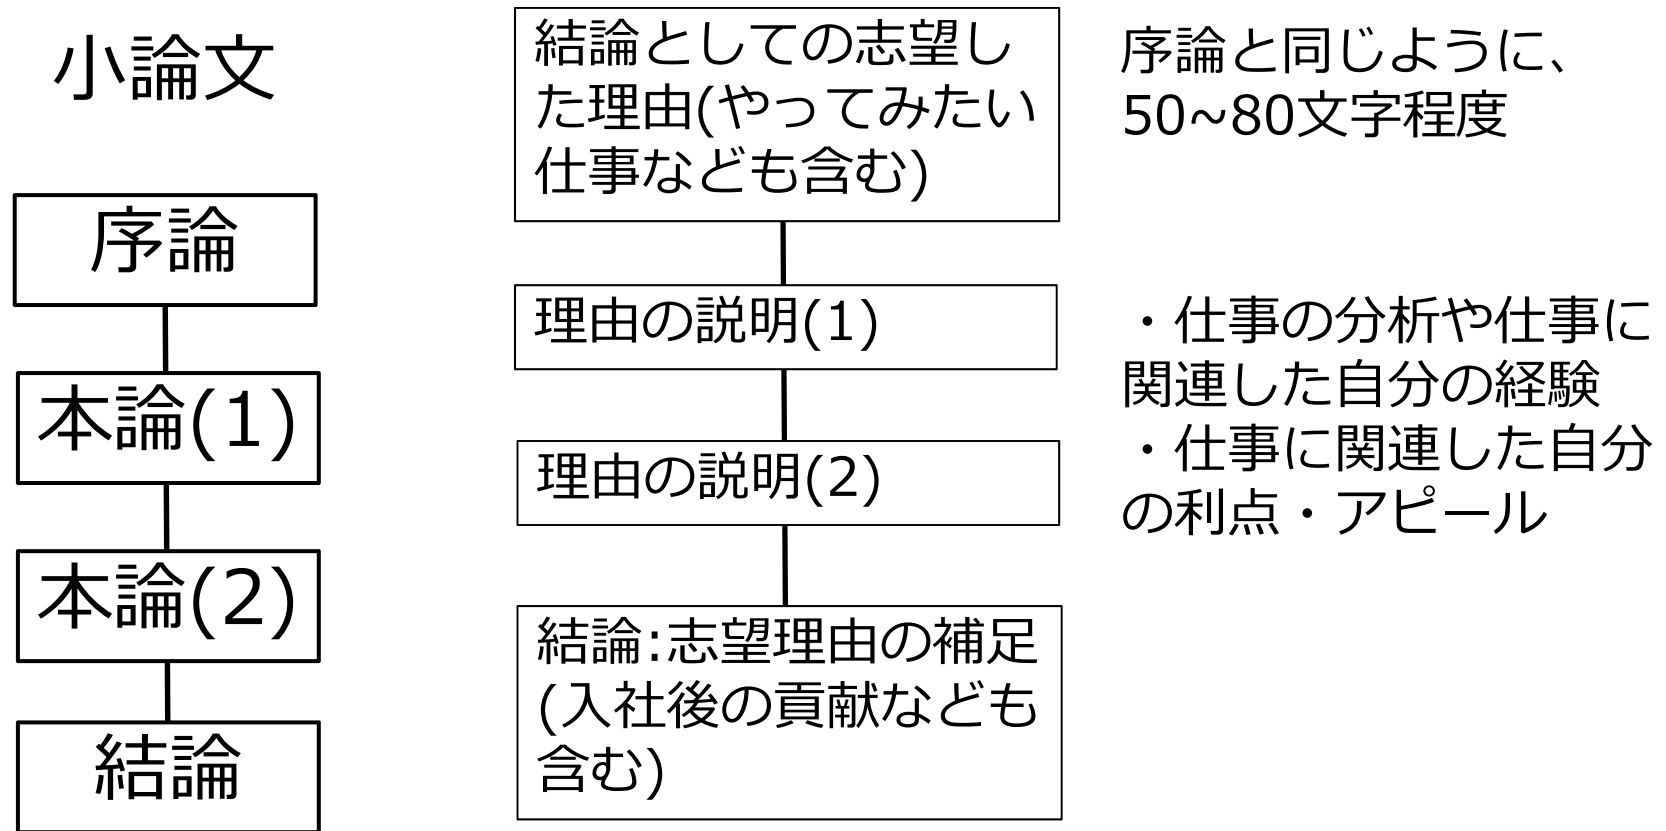 小論文
序論
本論(1)
本論(2)
結論
結論としての志望し
た理由(やってみたい
仕事なども含む)
理由の説明(1)
理由の説明(2)
結論:志望理由の補足
(入社後の貢献なども
含む)
序論と同じように、
50~80文字程度
・仕事の分析や仕事に
関連した自分の経験
・仕事に関連した自分
の利点・アピール